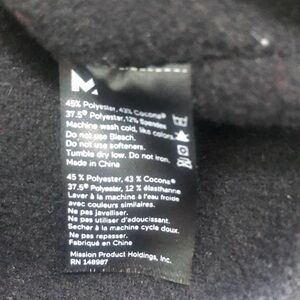 M
45% Polyester, 43% Cocona®
37.5® Polyester, 12% Spandex
Machine wash cold, like colors.
Do not use Bleach.
Do not use softeners.
Tumble dry low. Do not iron.
Made in China
45 % Polyester, 43 % Cocona®
37.5® Polyester, 12 % élasthanne
Laver à la machine à l'eau froide
avec couleurs similaires.
Ne pas javelliser.
Ne pas utiliser d'adoucissant.
Secher à la machine cycle doux.
Ne pas repasser.
Fabriqué en China
Mission Product Holdings, Inc.
RN 148987